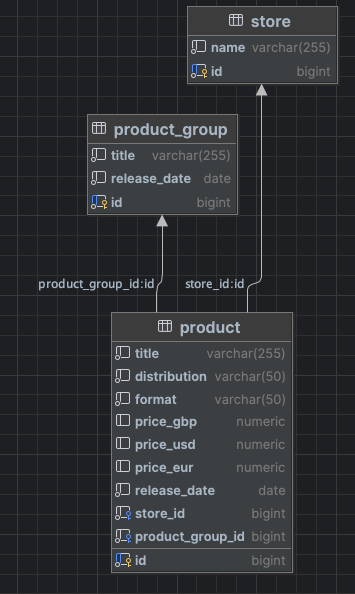 store
name varchar(255)
id bigint
product_group
title varchar(255)
release_date date
id bigint
product_group_id:id
store_id:id
product
title varchar(255)
distribution varchar(50)
format varchar(50)
price_gbp numeric
price_usd numeric
price_eur numeric
release_date date
store_id bigint
product_group_id bigint
id bigint